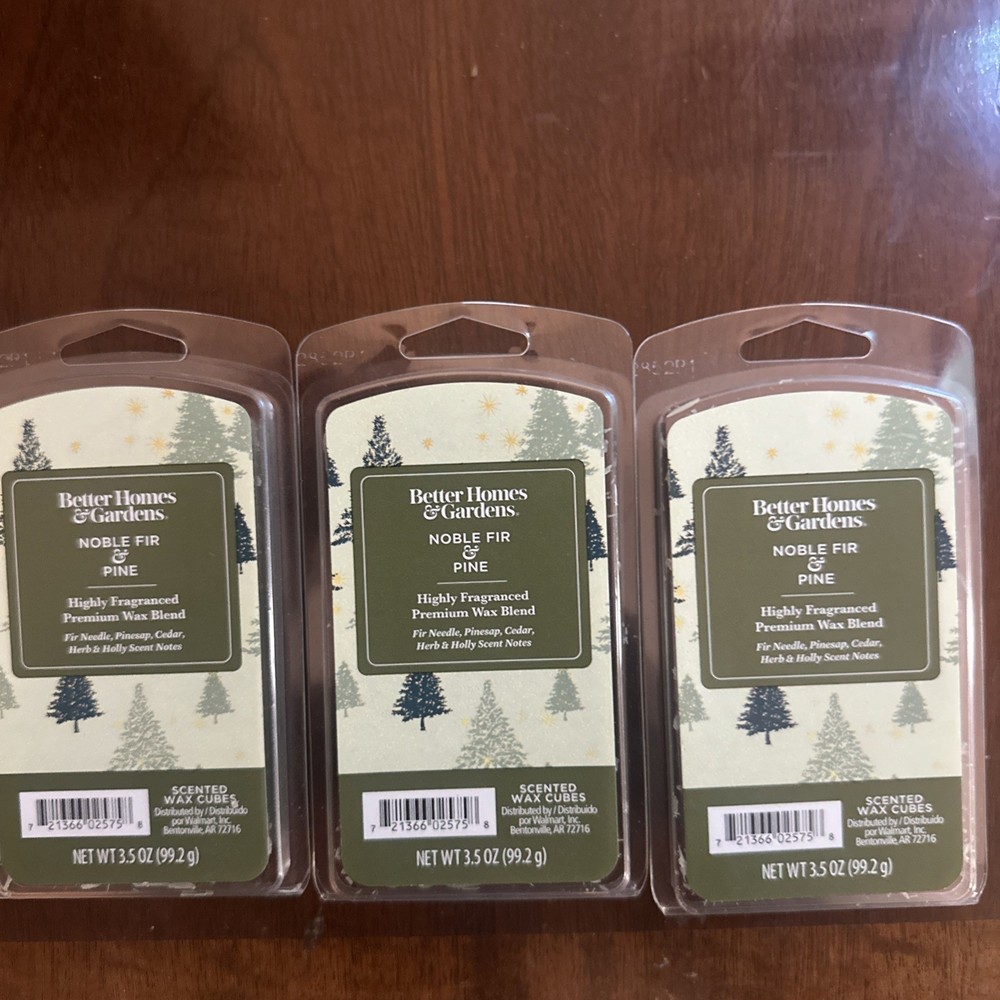 Better Homes
& Gardens®
NOBLE FIR
&
PINE
Highly Fragranced
Premium Wax Blend
Fir Needle, Pinesap, Cedar,
Herb & Holly Scent Notes
7 21366 02575 8
SCENTED
WAX CUBES
Distributed by / Distribuido
por Walmart, Inc.
Bentonville, AR 72716
NET WT 3.5 OZ (99.2 g)
Better Homes
& Gardens®
NOBLE FIR
&
PINE
Highly Fragranced
Premium Wax Blend
Fir Needle, Pinesap, Cedar,
Herb & Holly Scent Notes
7 21366 02575 8
SCENTED
WAX CUBES
Distributed by / Distribuido
por Walmart, Inc.
Bentonville, AR 72716
NET WT 3.5 OZ (99.2 g)
Better Homes
& Gardens®
NOBLE FIR
&
PINE
Highly Fragranced
Premium Wax Blend
Fir Needle, Pinesap, Cedar,
Herb & Holly Scent Notes
7 21366 02575 8
SCENTED
WAX CUBES
Distributed by / Distribuido
por Walmart, Inc.
Bentonville, AR 72716
NET WT 3.5 OZ (99.2 g)